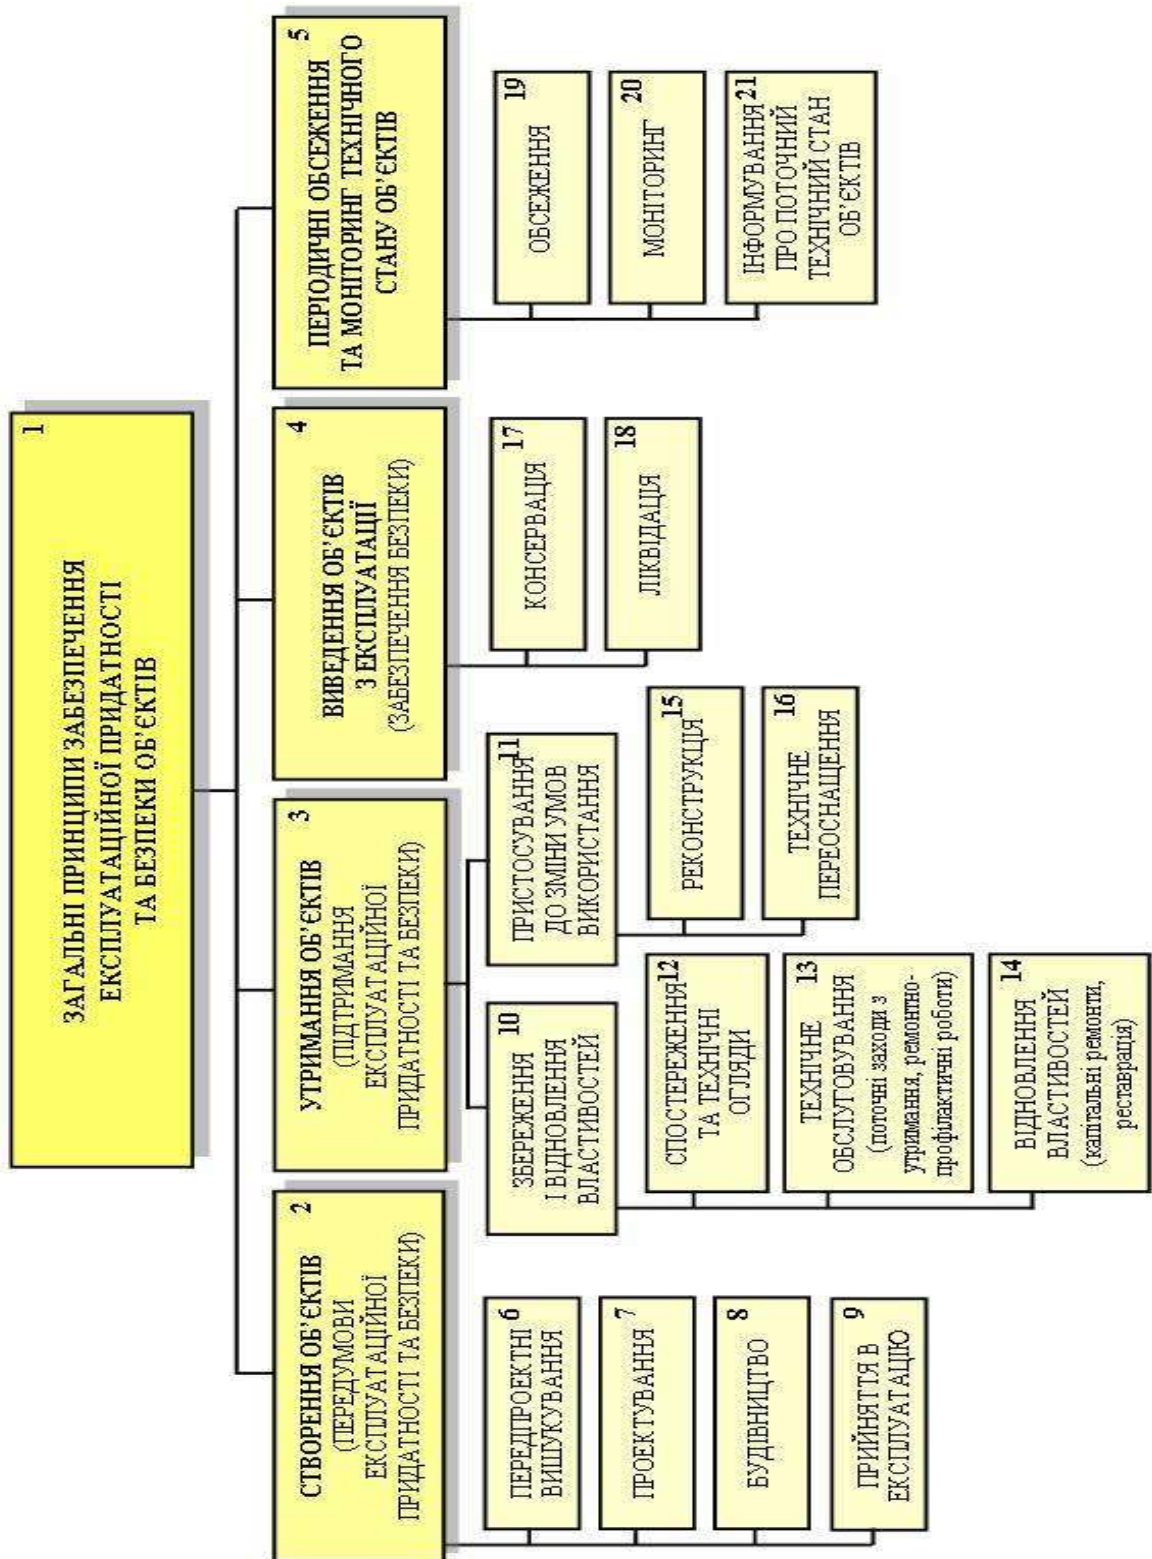 1
ЗАГАЛЬНІ ПРИНЦИПИ ЗАБЕЗПЕЧЕННЯ
ЕКСПЛУАТАЦІЙНОЇ ПРИДАТНОСТІ
ТА БЕЗПЕКИ ОБ'ЄКТІВ
2
СТВОРЕННЯ ОБ'ЄКТІВ
(ПЕРЕДУМОВИ
ЕКСПЛУАТАЦІЙНОЇ
ПРИДАТНОСТІ ТА БЕЗПЕКИ)
6
ПЕРЕДПРОЕКТНІ
ВИШУКУВАННЯ
7
ПРОЕКТУВАННЯ
8
БУДІВНИЦТВО
9
ПРИЙНЯТТЯ В
ЕКСПЛУАТАЦІЮ
3
УТРИМАННЯ ОБ'ЄКТІВ
(ПІДТРИМАННЯ
ЕКСПЛУАТАЦІЙНОЇ
ПРИДАТНОСТІ ТА БЕЗПЕКИ)
10
ЗБЕРЕЖЕННЯ
І ВІДНОВЛЕННЯ
ВЛАСТИВОСТЕЙ
12
СПОСТЕРЕЖЕННЯ
ТА ТЕХНІЧНІ
ОГЛЯДИ
13
ТЕХНІЧНЕ
ОБСЛУГОВУВАННЯ
(поточні заходи з
утримання, ремонтно-
профілактичні роботи)
14
ВІДНОВЛЕННЯ
ВЛАСТИВОСТЕЙ
(капітальні ремонти,
реставрація)
11
ПРИСТОСУВАННЯ
ДО ЗМІНИ УМОВ
ВИКОРИСТАННЯ
15
РЕКОНСТРУКЦІЯ
16
ТЕХНІЧНЕ
ПЕРЕОСНАЩЕННЯ
4
ВИВЕДЕННЯ ОБ'ЄКТІВ
З ЕКСПЛУАТАЦІЇ
(ЗАБЕЗПЕЧЕННЯ БЕЗПЕКИ)
17
КОНСЕРВАЦІЯ
18
ЛІКВІДАЦІЯ
5
ПЕРІОДИЧНІ ОБСЕЖЕННЯ
ТА МОНІТОРИНГ ТЕХНІЧНОГО
СТАНУ ОБ'ЄКТІВ
19
ОБСЕЖЕННЯ
20
МОНІТОРИНГ
21
ІНФОРМУВАННЯ
ПРО ПОТОЧНИЙ
ТЕХНІЧНИЙ СТАН
ОБ'ЄКТІВ